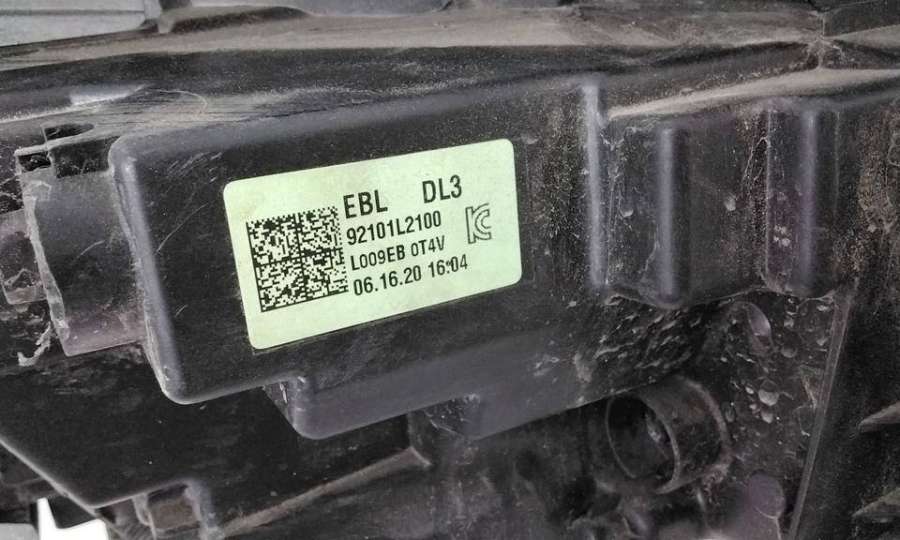 EBL DL3
92101L2100
L009EB 0T4V
06.16.20 16:04